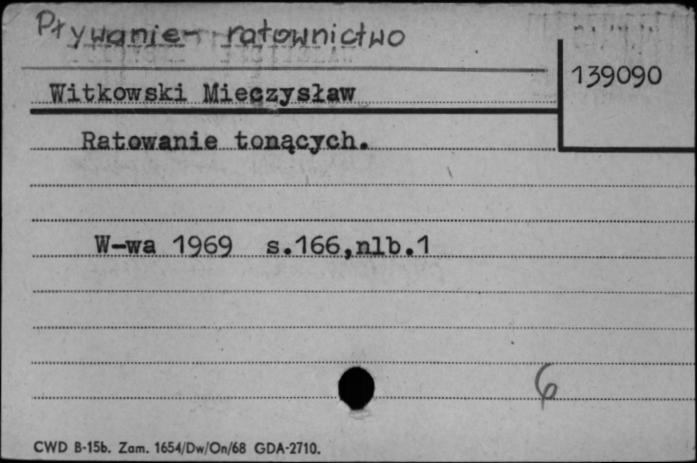 Pływanie - ratownictwo
139090
Witkowski Mieczysław
Ratowanie tonących.
W-wa 1969 s.166,nlb.1
6
CWD B-15b. Zam. 1654/Dw/On/68 GDA-2710.